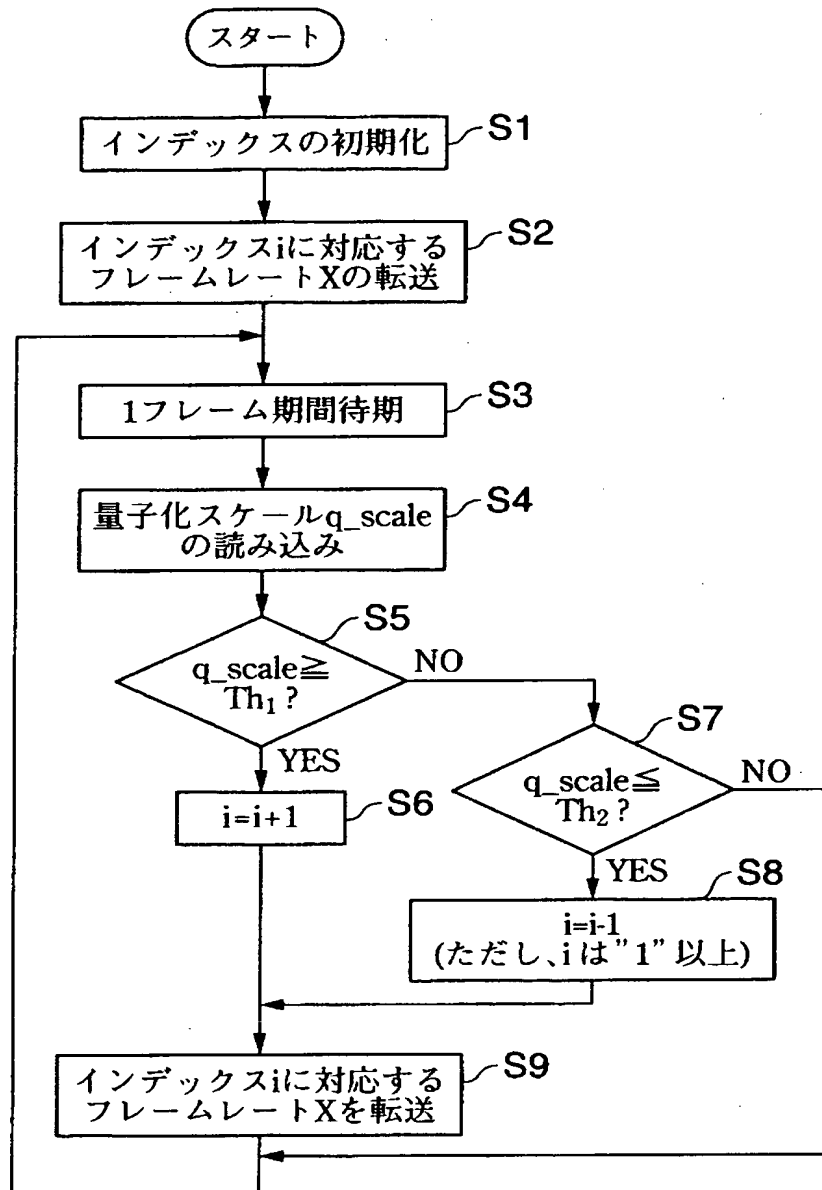 スタート
インデックスの初期化
S1
インデックスiに対応する
フレームレートXの転送
S2
1フレーム期間待期
S3
量子化スケールq_scale
の読み込み
S4
q_scale≧
Th₁?
S5
NO
YES
i=i+1
S6
q_scale≦
Th₂?
S7
NO
YES
i=i-1
(ただし、iは"1"以上)
S8
インデックスiに対応する
フレームレートXを転送
S9